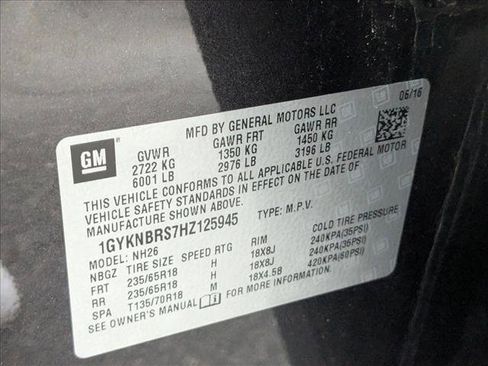 06/16
MFD BY GENERAL MOTORS LLC
GM
GVWR GAWR FRT GAWR RR
2722 KG 1350 KG 1450 KG
6001 LB 2976 LB 3196 LB
THIS VEHICLE CONFORMS TO ALL APPLICABLE U.S. FEDERAL MOTOR
VEHICLE SAFETY STANDARDS IN EFFECT ON THE DATE OF
MANUFACTURE SHOWN ABOVE.
1GYKNBRS7HZ125945 TYPE: M.P.V.
MODEL: NH26
NBGZ TIRE SIZE SPEED RTG RIM COLD TIRE PRESSURE
FRT 235/65R18 H 18X8J 240KPA(35PSI)
RR 235/65R18 H 18X8J 240KPA(35PSI)
SPA T135/70R18 M 18X4.5B 420KPA(60PSI)
SEE OWNER'S MANUAL FOR MORE INFORMATION.